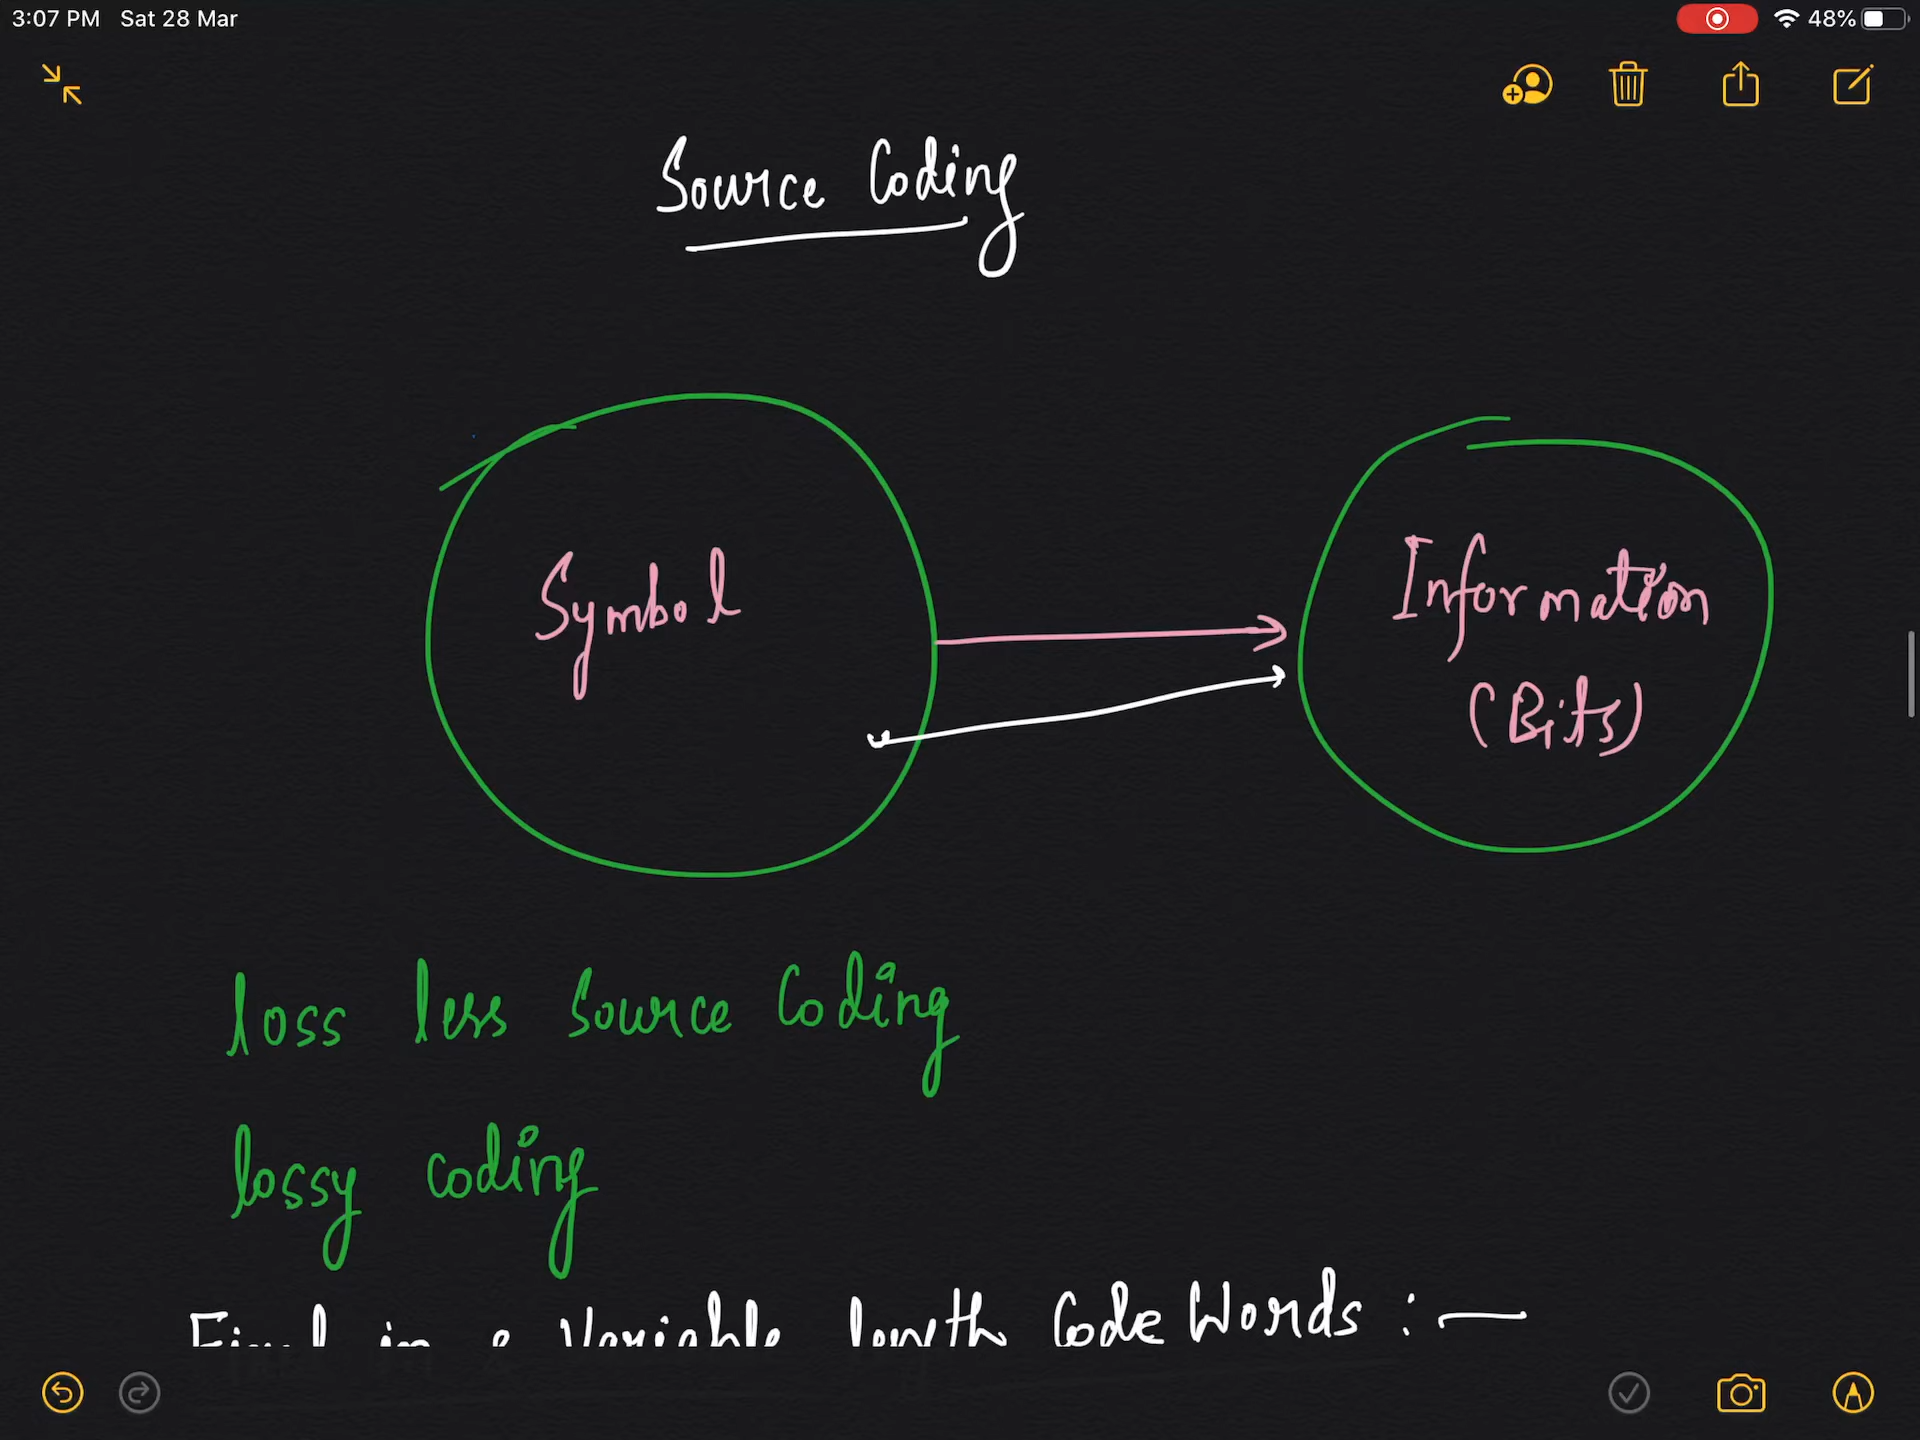 3:07 PM Sat 28 Mar 48%
Source Coding
Symbol
Information
(Bits)
loss less source Coding
lossy coding
Variable length Code Words : —